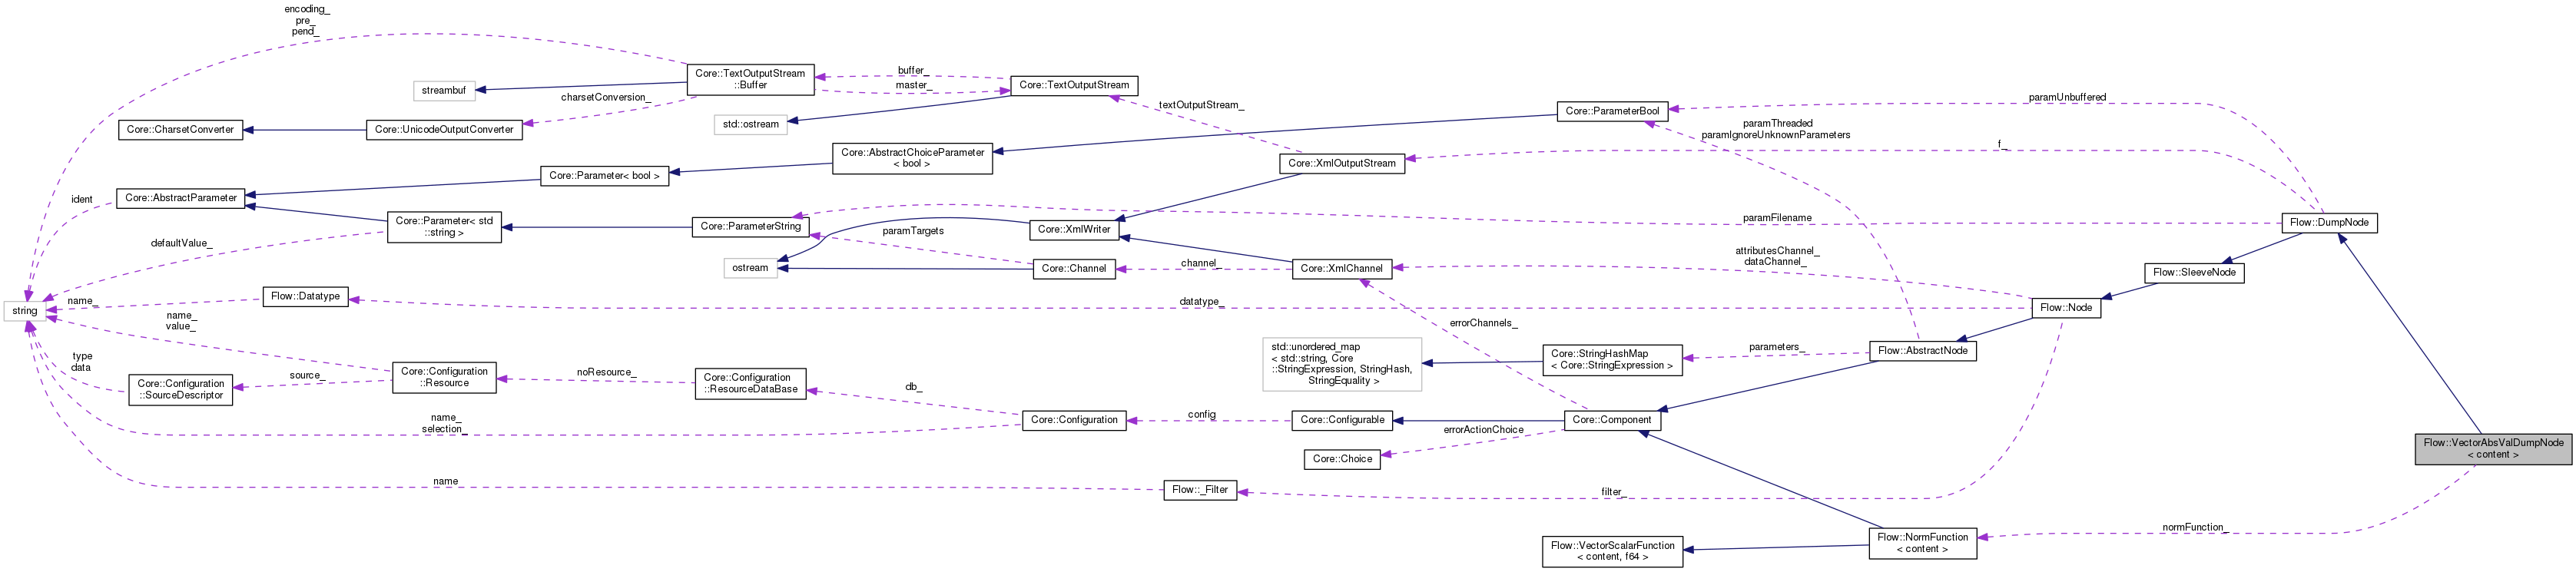 encoding_
pre_
pend_
Core::TextOutputStream
::Buffer
buffer_
master_
Core::TextOutputStream
streambuf
charsetConversion_
textOutputStream_
paramUnbuffered
Core::ParameterBool
std::ostream
Core::CharsetConverter
Core::UnicodeOutputConverter
paramThreaded
paramIgnoreUnknownParameters
f_
Core::AbstractChoiceParameter
< bool >
Core::XmlOutputStream
Core::Parameter< bool >
ident
Core::AbstractParameter
Core::Parameter< std
::string >
Core::ParameterString
paramTargets
Core::XmlWriter
paramFilename
Flow::DumpNode
defaultValue_
ostream
Core::Channel
channel_
Core::XmlChannel
attributesChannel_
dataChannel_
Flow::SleeveNode
name_
Flow::Datatype
datatype_
Flow::Node
string
name_
value_
errorChannels_
std::unordered_map
< std::string, Core
::StringExpression, StringHash,
StringEquality >
Core::StringHashMap
< Core::StringExpression >
parameters_
Flow::AbstractNode
type
data
Core::Configuration
::SourceDescriptor
source_
Core::Configuration
::Resource
noResource_
Core::Configuration
::ResourceDataBase
db_
name_
selection_
Core::Configuration
config
Core::Configurable
Core::Component
errorActionChoice
Core::Choice
Flow::VectorAbsValDumpNode
< content >
name
Flow::_Filter
filter_
normFunction_
Flow::NormFunction
< content >
Flow::VectorScalarFunction
< content, f64 >